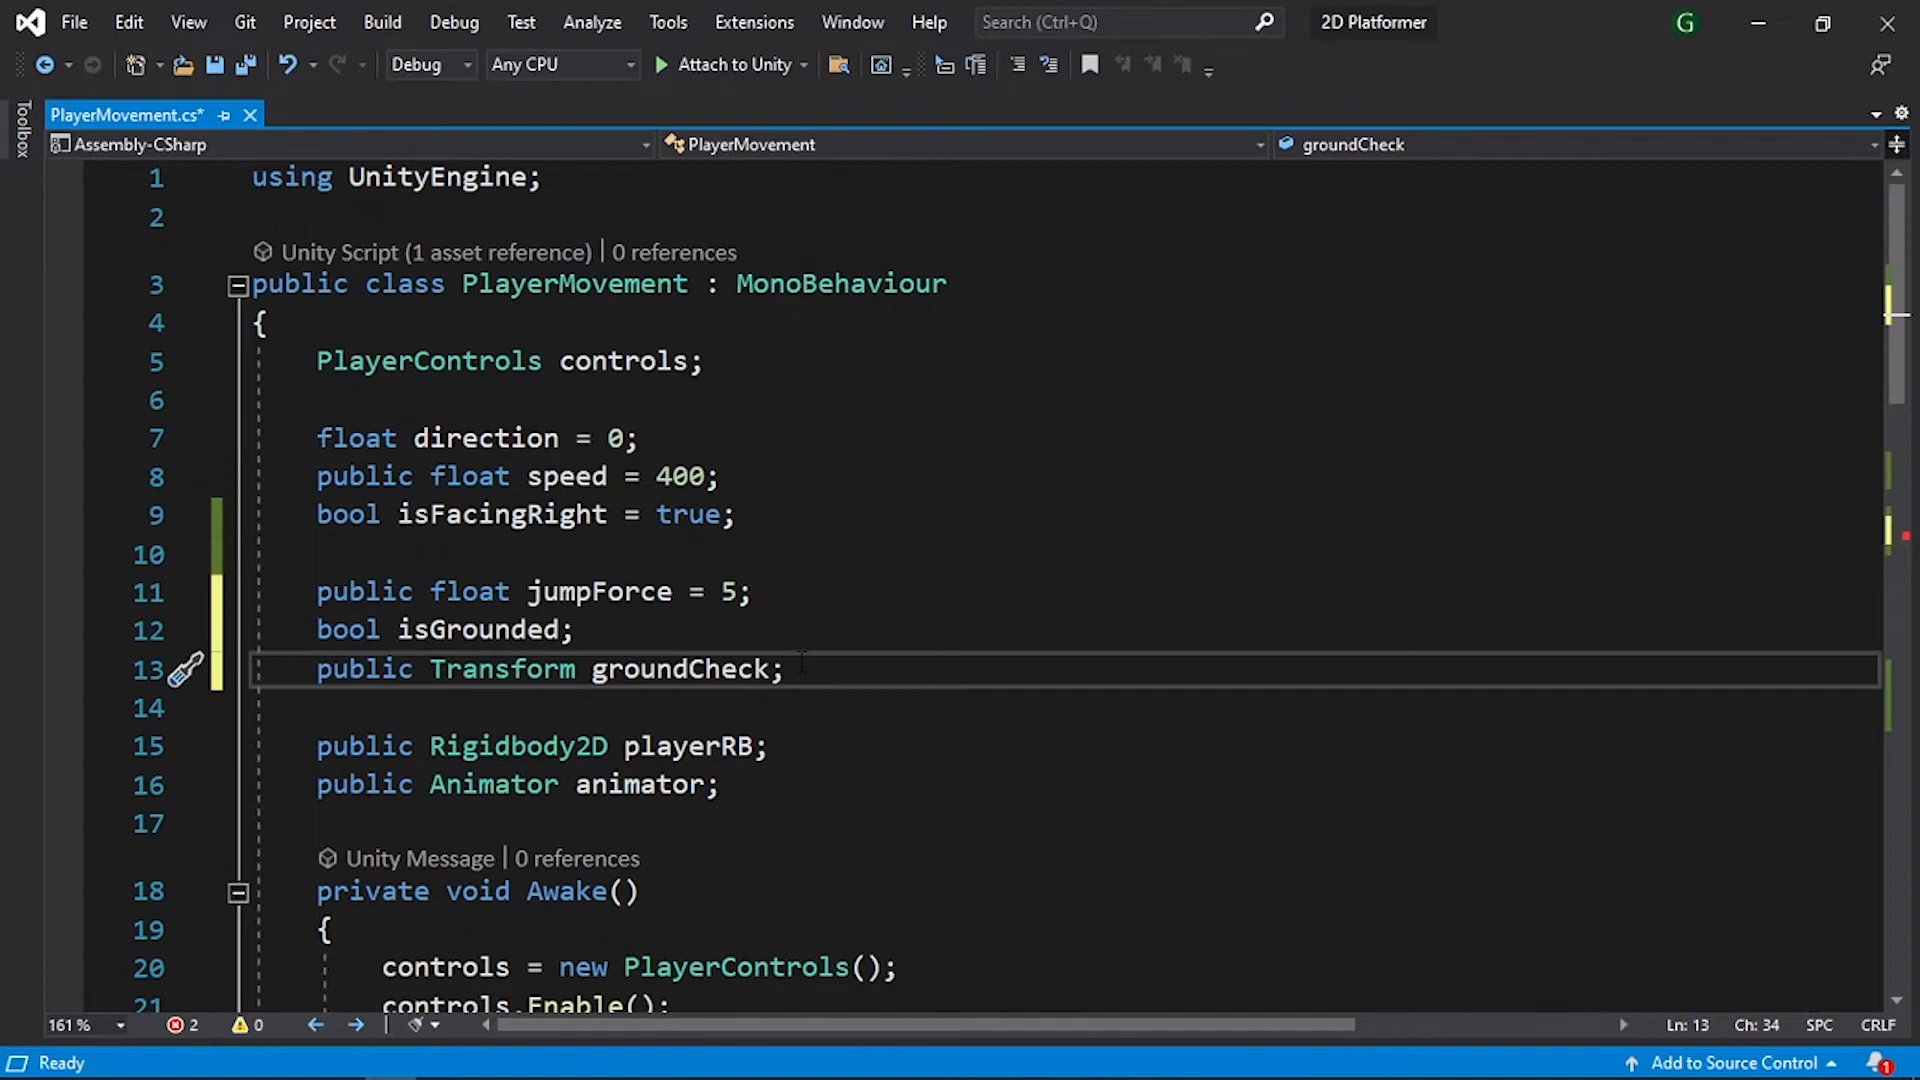 File Edit View Git Project Build Debug Test Analyze Tools Extensions Window Help Search (Ctrl+Q) 2D Platformer G
Debug Any CPU Attach to Unity
Toolbox
PlayerMovement.cs*
Assembly-CSharp PlayerMovement groundCheck
1 using UnityEngine;
2
Unity Script (1 asset reference) | 0 references
3 public class PlayerMovement : MonoBehaviour
4 {
5 PlayerControls controls;
6
7 float direction = 0;
8 public float speed = 400;
9 bool isFacingRight = true;
10
11 public float jumpForce = 5;
12 bool isGrounded;
13 public Transform groundCheck;
14
15 public Rigidbody2D playerRB;
16 public Animator animator;
17
Unity Message | 0 references
18 private void Awake()
19 {
20 controls = new PlayerControls();
21 controls.Enable();
161 % 2 0 Ln: 13 Ch: 34 SPC CRLF
Ready Add to Source Control 1